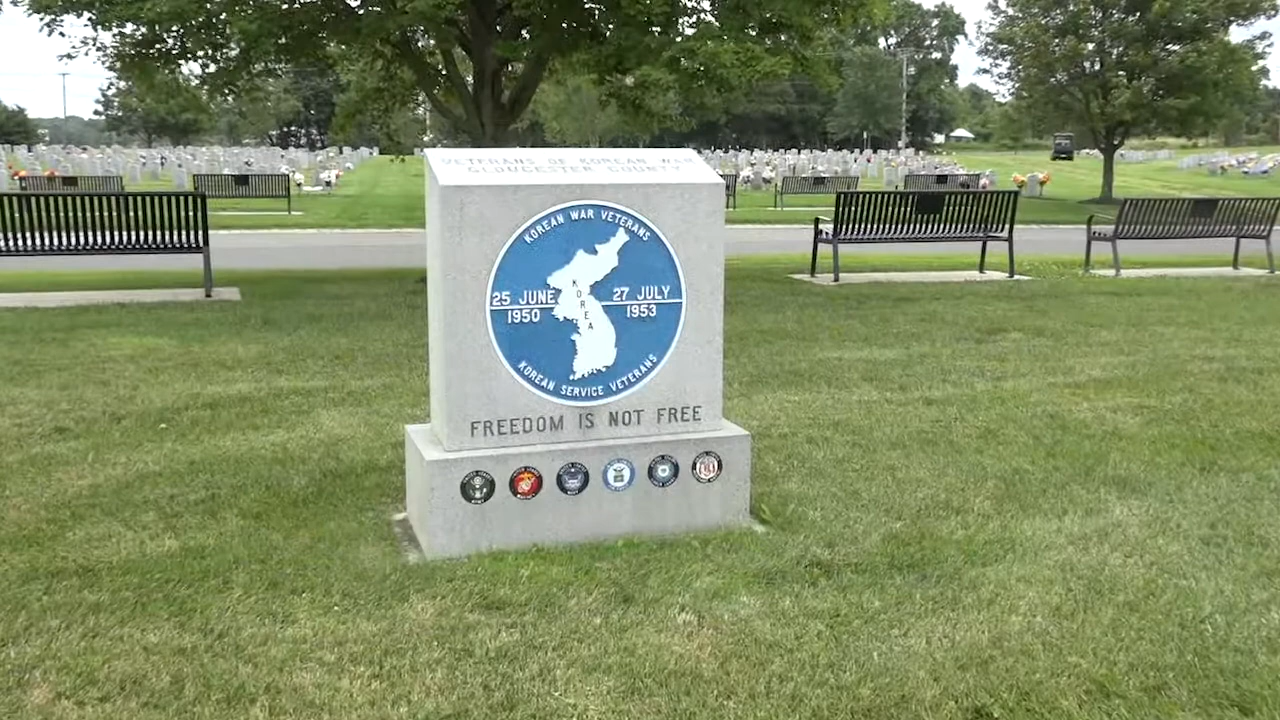 VETERANS OF KOREAN WAR
GLOUCESTER COUNTY
KOREAN WAR VETERANS
25 JUNE
1950
KOREA
27 JULY
1953
KOREAN SERVICE VETERANS
FREEDOM IS NOT FREE